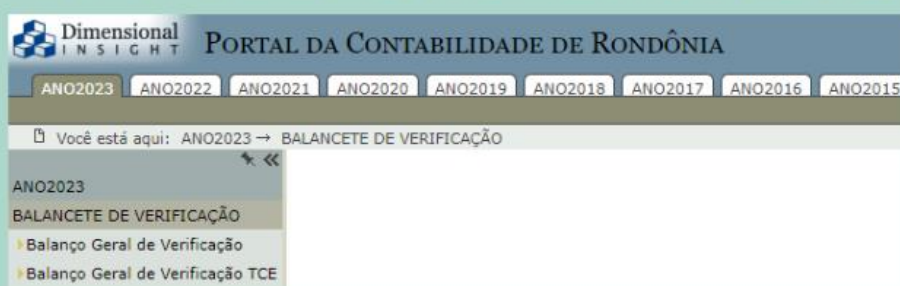 Dimensional
INSIGHT
PORTAL DA CONTABILIDADE DE RONDÔNIA
ANO2023 ANO2022 ANO2021 ANO2020 ANO2019 ANO2018 ANO2017 ANO2016 ANO2015
Você está aqui: ANO2023 → BALANCETE DE VERIFICAÇÃO
ANO2023
BALANCETE DE VERIFICAÇÃO
Balanço Geral de Verificação
Balanço Geral de Verificação TCE